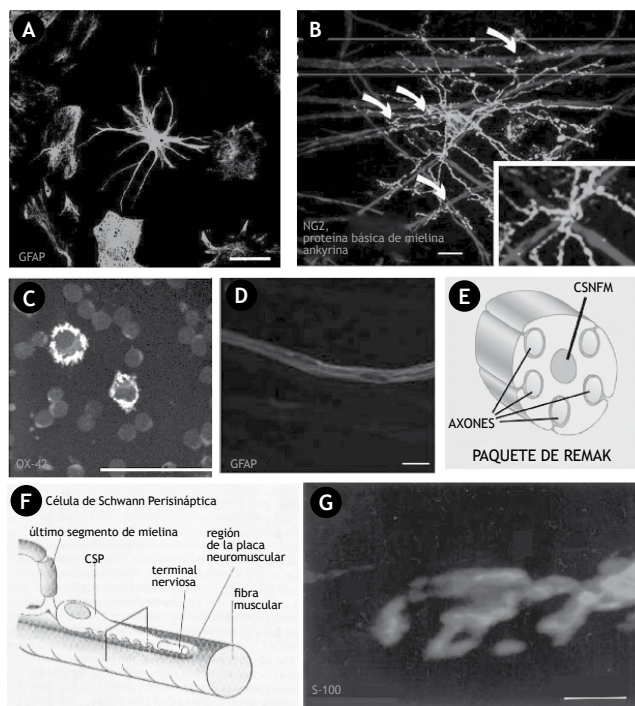 A
GFAP
B
NG2,
proteína básica de mielina
ankyrina
C
OX-42
D
GFAP
E
CSNFM
AXONES
PAQUETE DE REMAK
F
Célula de Schwann Perisináptica
último segmento de mielina
CSP
terminal
nerviosa
región
de la placa
neuromuscular
fibra
muscular
G
S-100